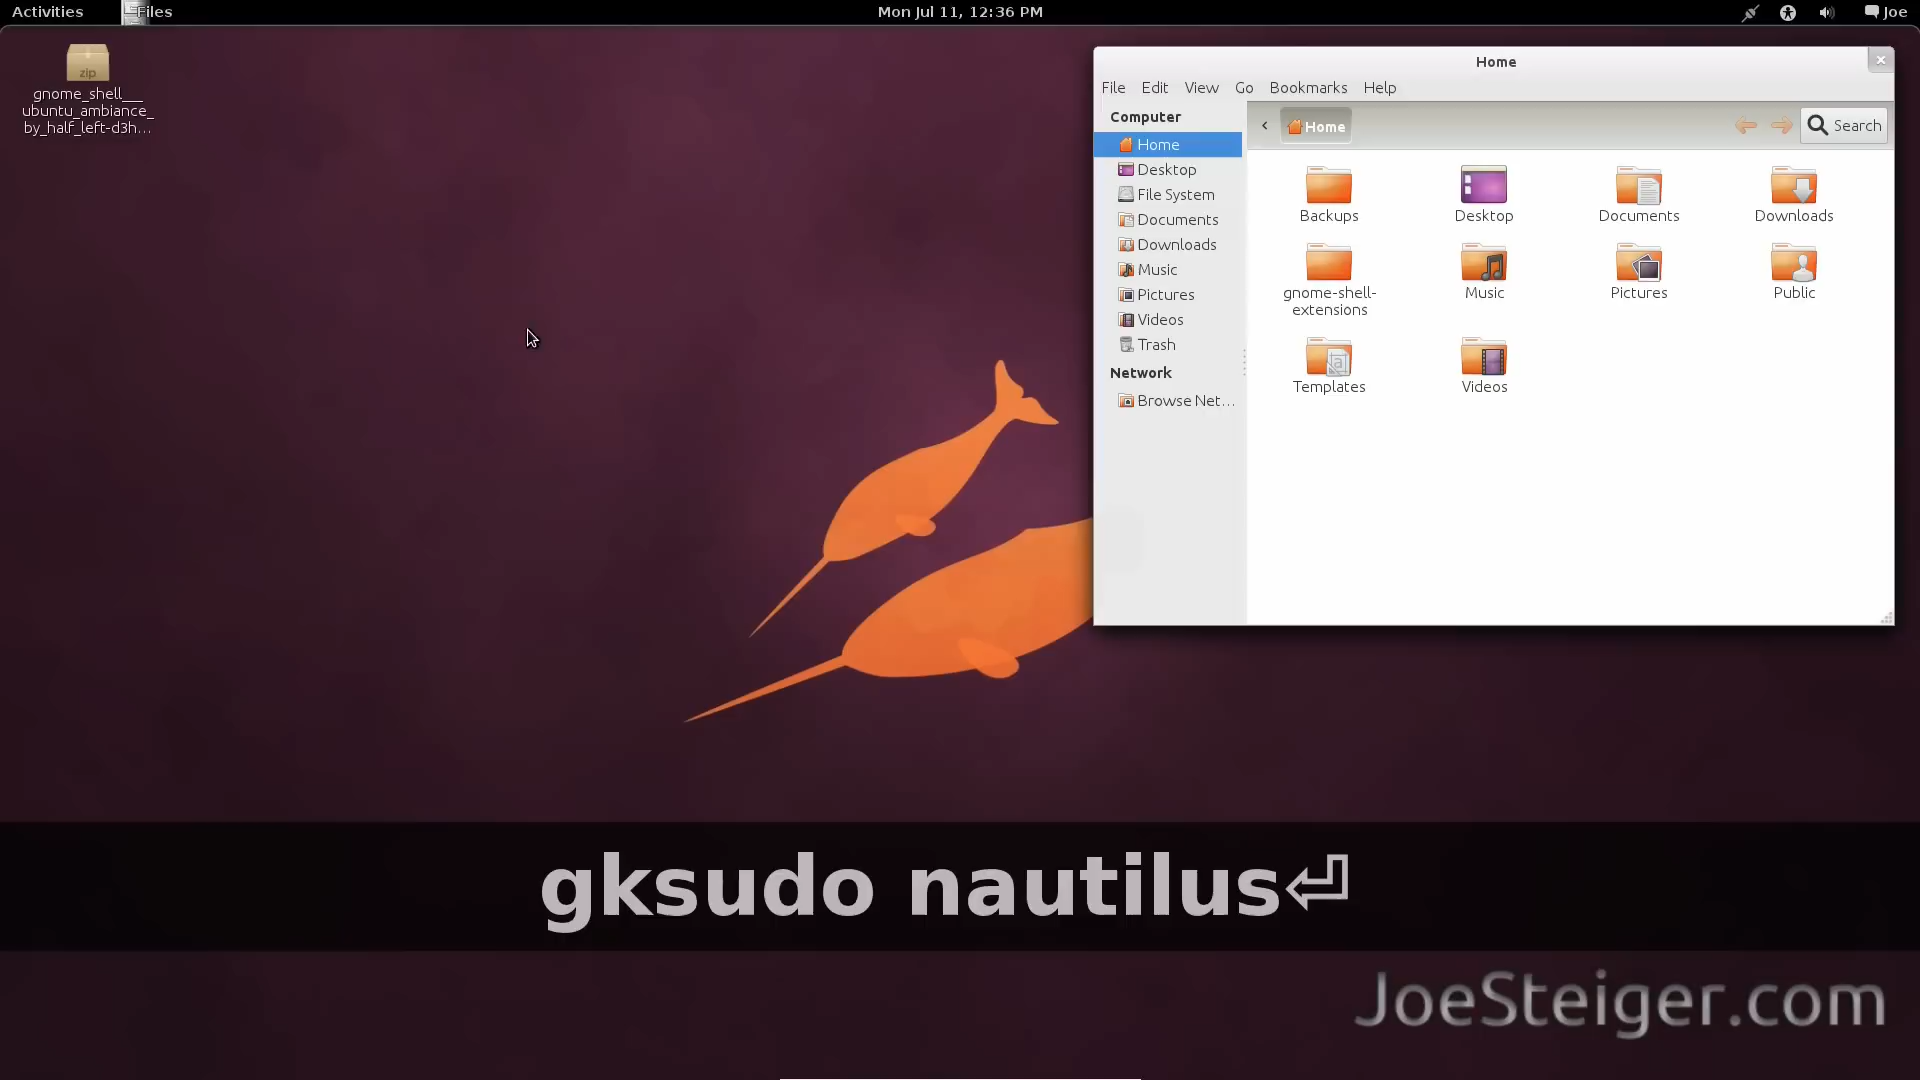 Activities
Files
Mon Jul 11, 12:36 PM
Joe
zip
gnome_shell___
ubuntu_ambiance_
by_half_left-d3h...
Home
File Edit View Go Bookmarks Help
Computer
Home
Desktop
File System
Documents
Downloads
Music
Pictures
Videos
Trash
Network
Browse Net...
Home
Search
Backups
Desktop
Documents
Downloads
gnome-shell-
extensions
Music
Pictures
Public
Templates
Videos
gksudo nautilus⏎
JoeSteiger.com